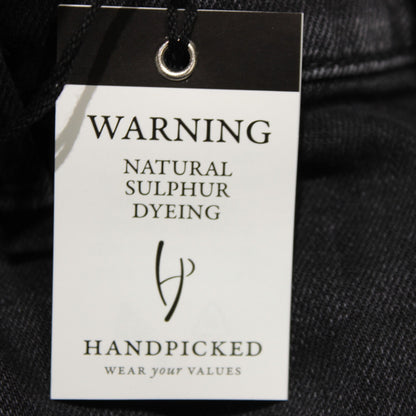 WARNING
NATURAL
SULPHUR
DYEING
HANDPICKED
WEAR your VALUES